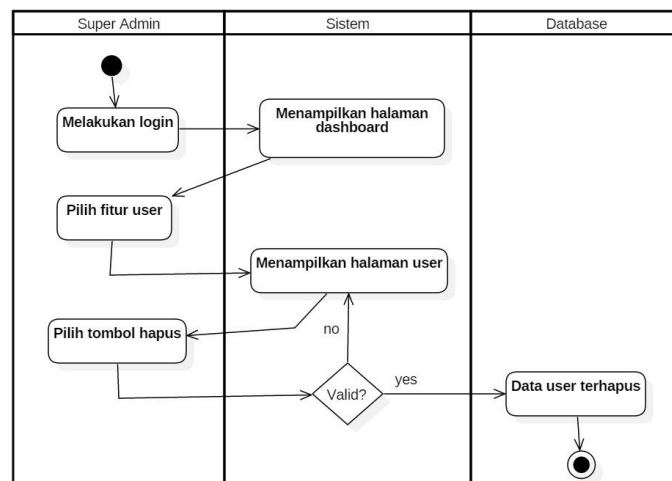 Super Admin
Sistem
Database
Melakukan login
Menampilkan halaman
dashboard
Pilih fitur user
Menampilkan halaman user
Pilih tombol hapus
no
Valid?
yes
Data user terhapus